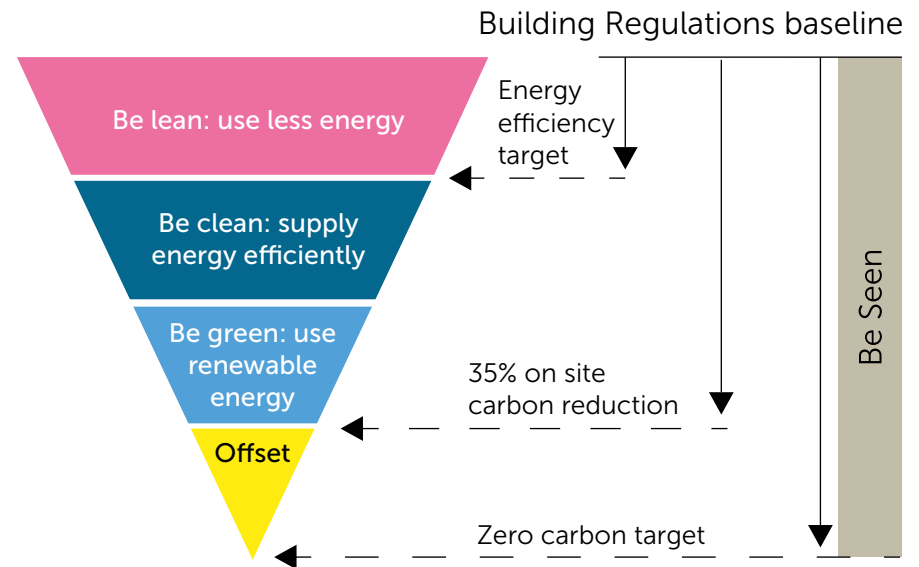 Building Regulations baseline
Be lean: use less energy
Energy
efficiency
target
Be clean: supply
energy efficiently
Be Seen
Be green: use
renewable
energy
35% on site
carbon reduction
Offset
Zero carbon target